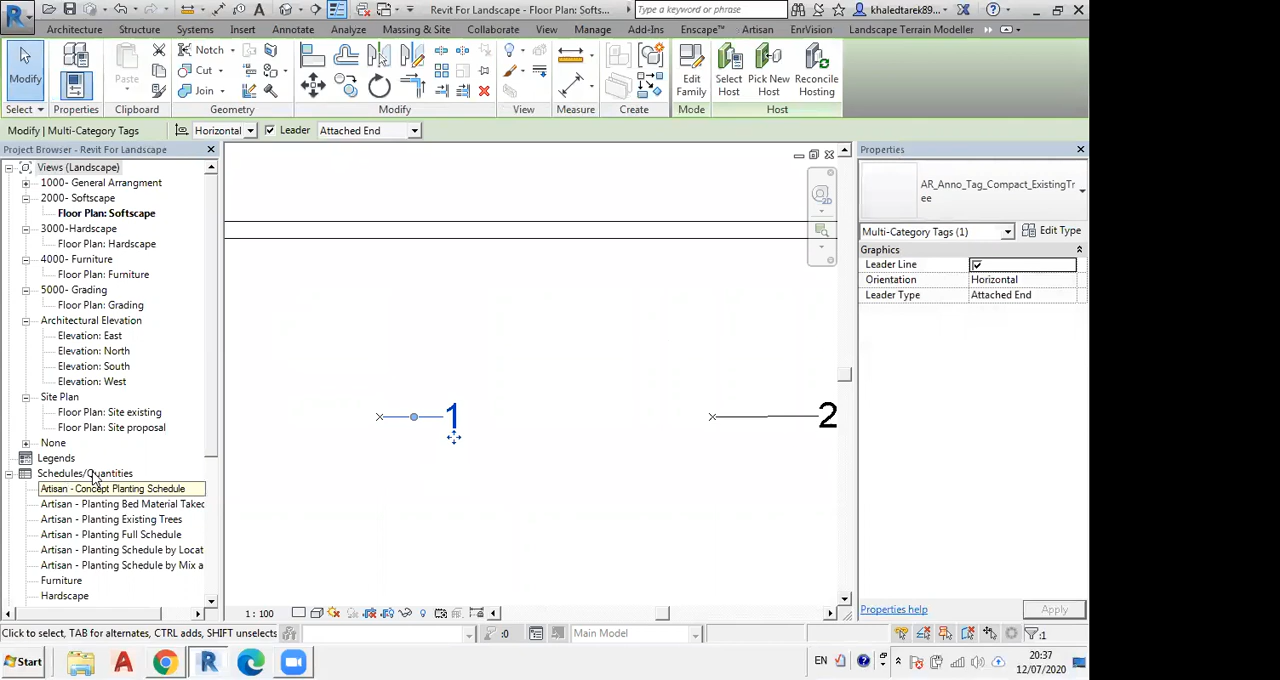 Revit For Landscape - Floor Plan: Softs...
Type a keyword or phrase
khaledtarek89...
Architecture Structure Systems Insert Annotate Analyze Massing & Site Collaborate View Manage Add-Ins Enscape™ Artisan EnrVision Landscape Terrain Modeller
Modify
Paste
Notch
Cut
Join
Edit Family
Select Host
Pick New Host
Reconcile Hosting
Select Properties Clipboard Geometry Modify View Measure Create Mode Host
Modify | Multi-Category Tags
Horizontal
Leader
Attached End
Project Browser - Revit For Landscape
Properties
Views (Landscape)
1000- General Arrangment
2000- Softscape
Floor Plan: Softscape
3000-Hardscape
Floor Plan: Hardscape
4000- Furniture
Floor Plan: Furniture
5000- Grading
Floor Plan: Grading
Architectural Elevation
Elevation: East
Elevation: North
Elevation: South
Elevation: West
Site Plan
Floor Plan: Site existing
Floor Plan: Site proposal
None
Legends
Schedules/Quantities
Artisan - Concept Planting Schedule
Artisan - Planting Bed Material Takeo
Artisan - Planting Existing Trees
Artisan - Planting Full Schedule
Artisan - Planting Schedule by Locat
Artisan - Planting Schedule by Mix a
Furniture
Hardscape
2D
1
2
AR_Anno_Tag_Compact_ExistingTr
ee
Multi-Category Tags (1)
Edit Type
Graphics
Leader Line
Orientation Horizontal
Leader Type Attached End
Properties help
Apply
1 : 100
Click to select, TAB for alternates, CTRL adds, SHIFT unselects
:0
Main Model
:1
Start
EN
20:37
12/07/2020